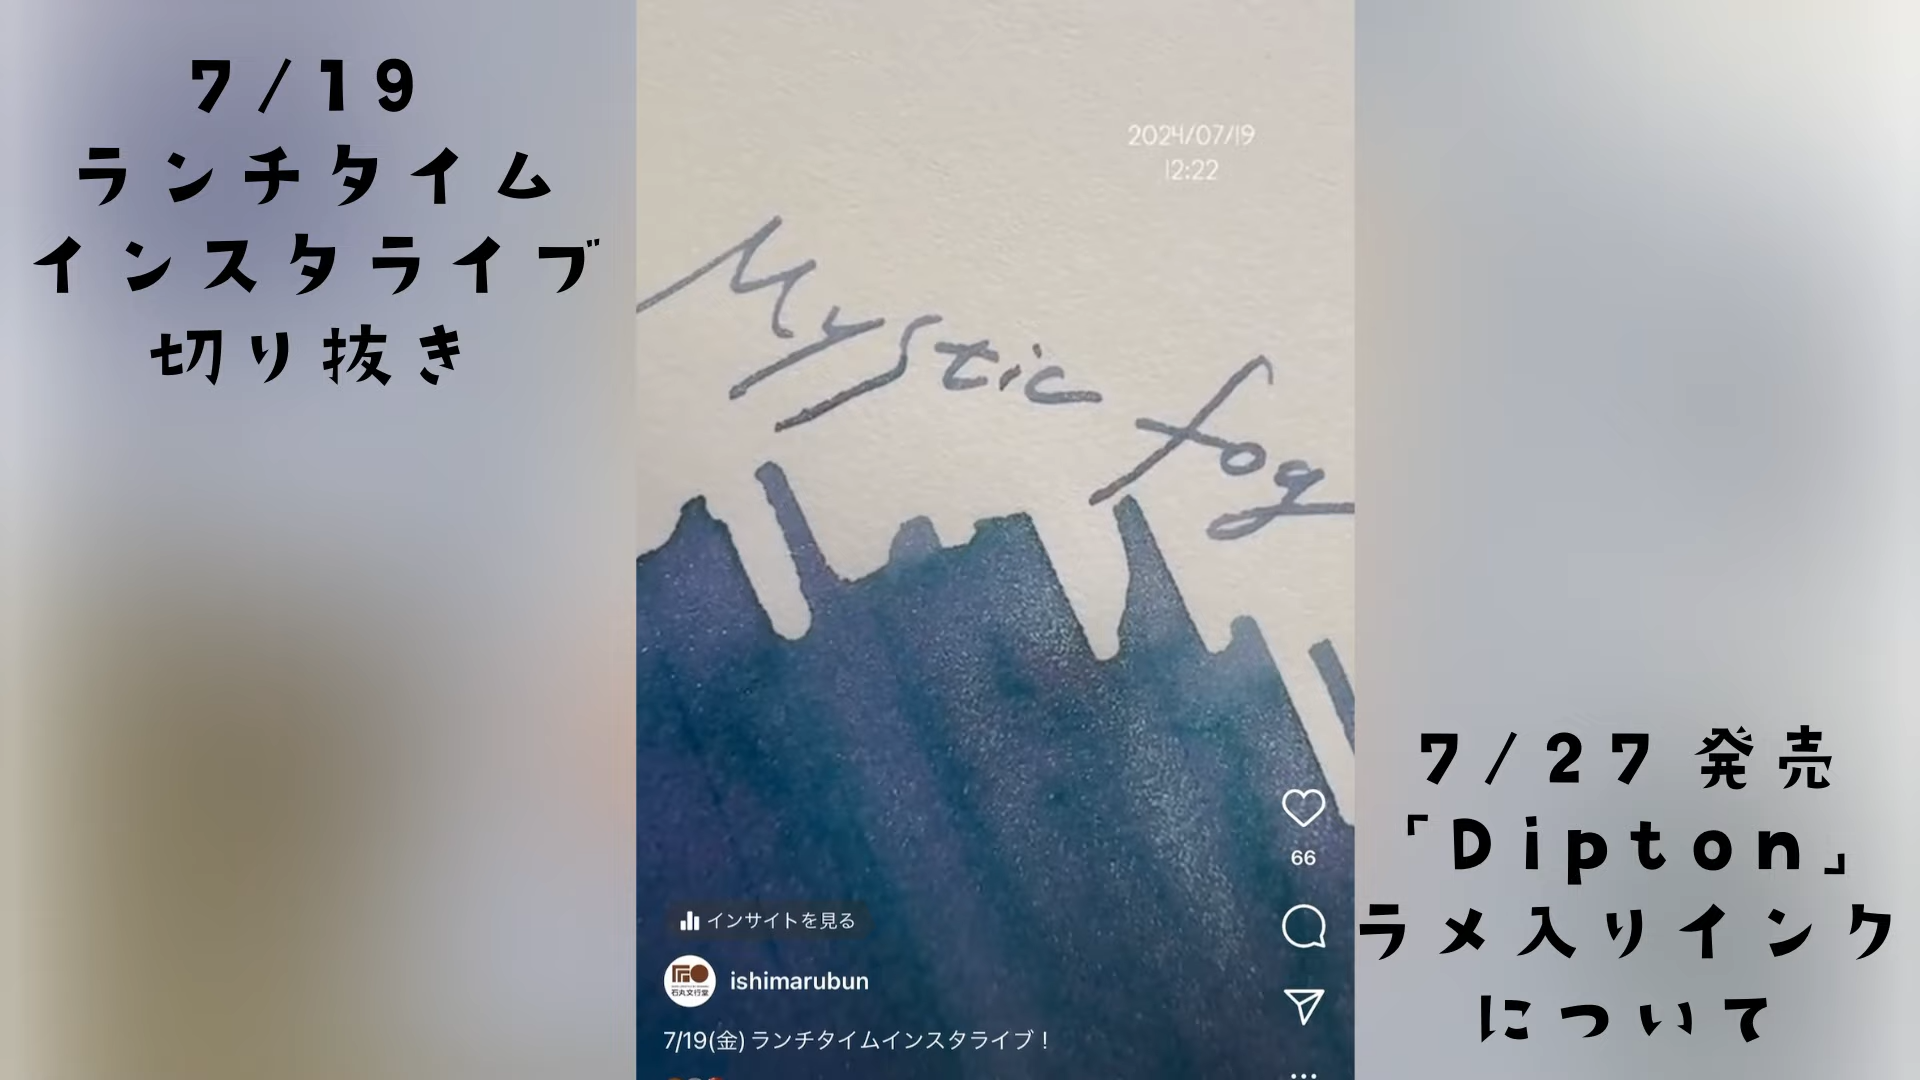 7/19
ランチタイム
インスタライブ
切り抜き
2024/07/19
12:22
Mystic fog
66
インサイトを見る
石丸文行堂
ishimarubun
7/19(金)ランチタイムインスタライブ！
7/27発売
「Dipton」
ラメ入りインク
について